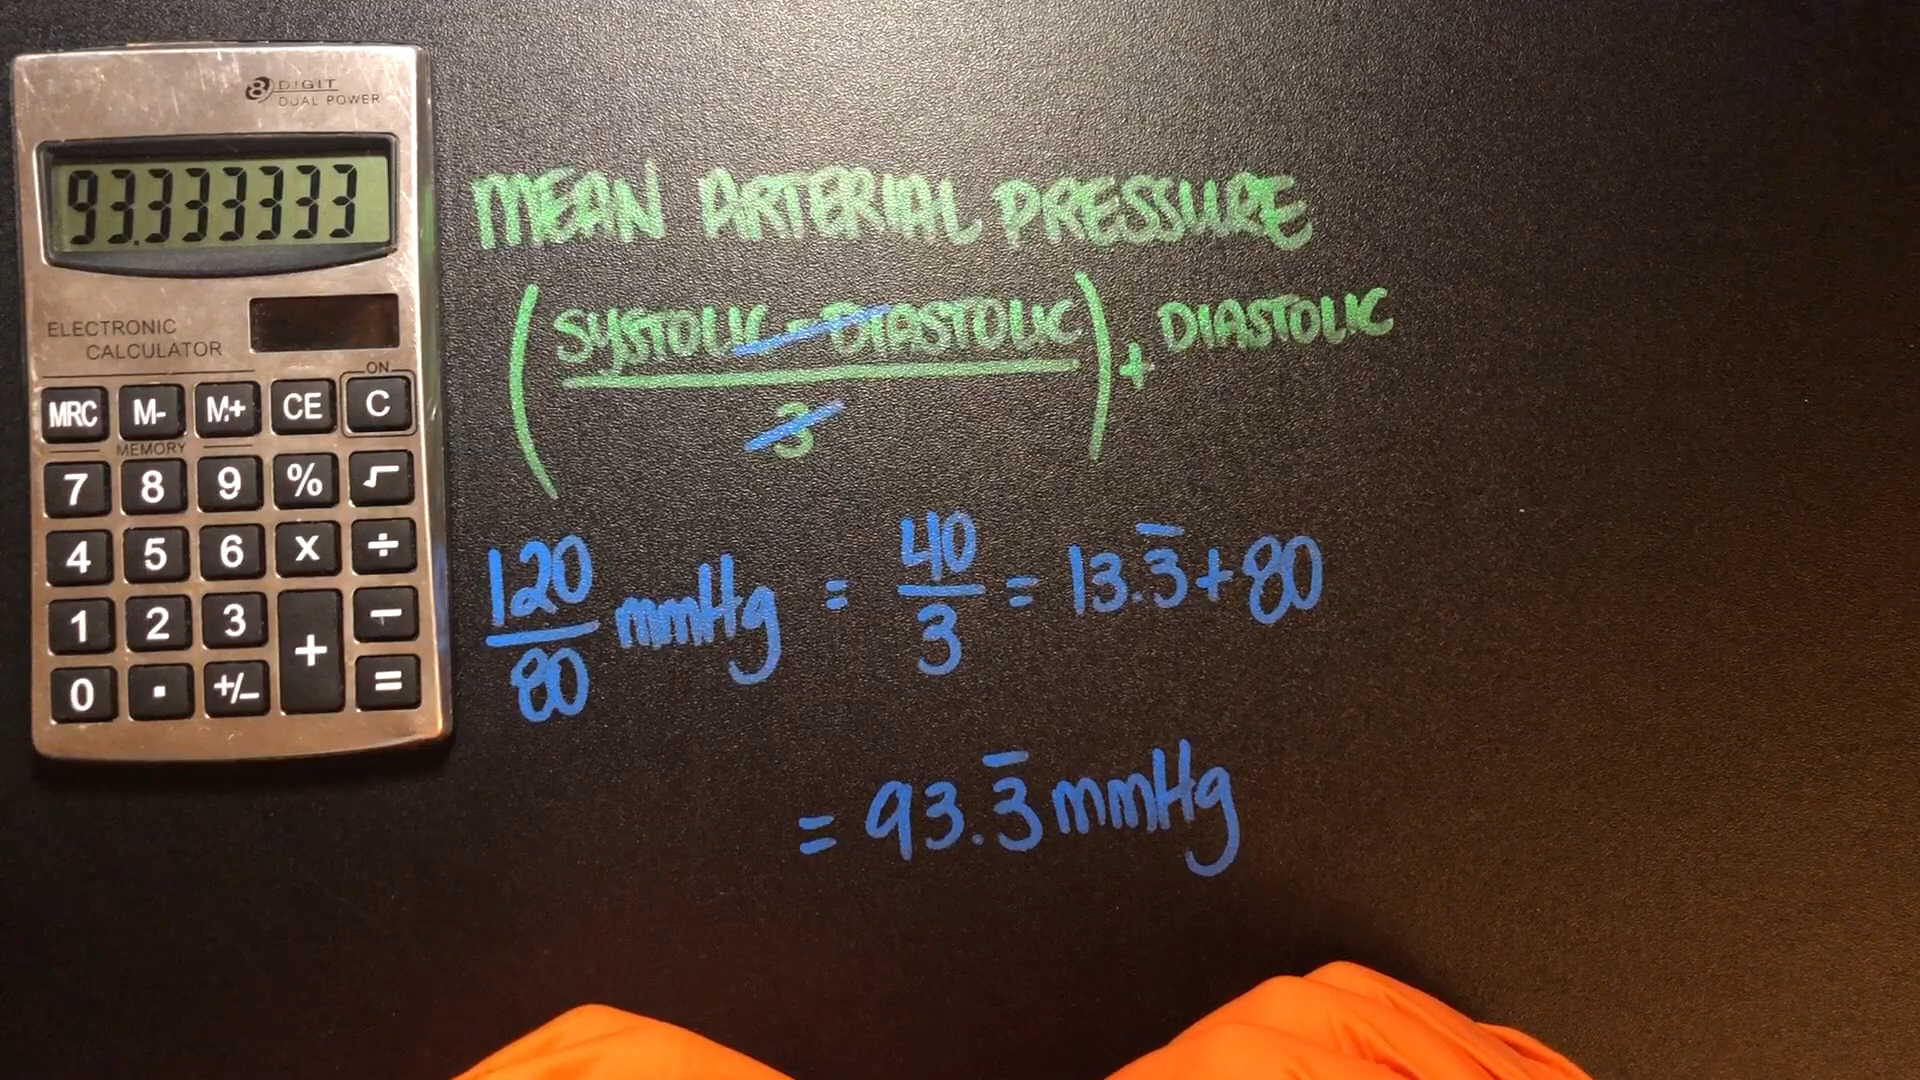 8 DIGIT
DUAL POWER
93.333333
ELECTRONIC
CALCULATOR
ON
MRC M- M+ CE C
MEMORY
7 8 9 % √
4 5 6 x ÷
1 2 3 + −
0 . +/− =
MEAN ARTERIAL PRESSURE
(SYSTOLIC - DIASTOLIC / 3) + DIASTOLIC
120/80 mmHg = 40/3 = 13.3̅ + 80
= 93.3̅ mmHg